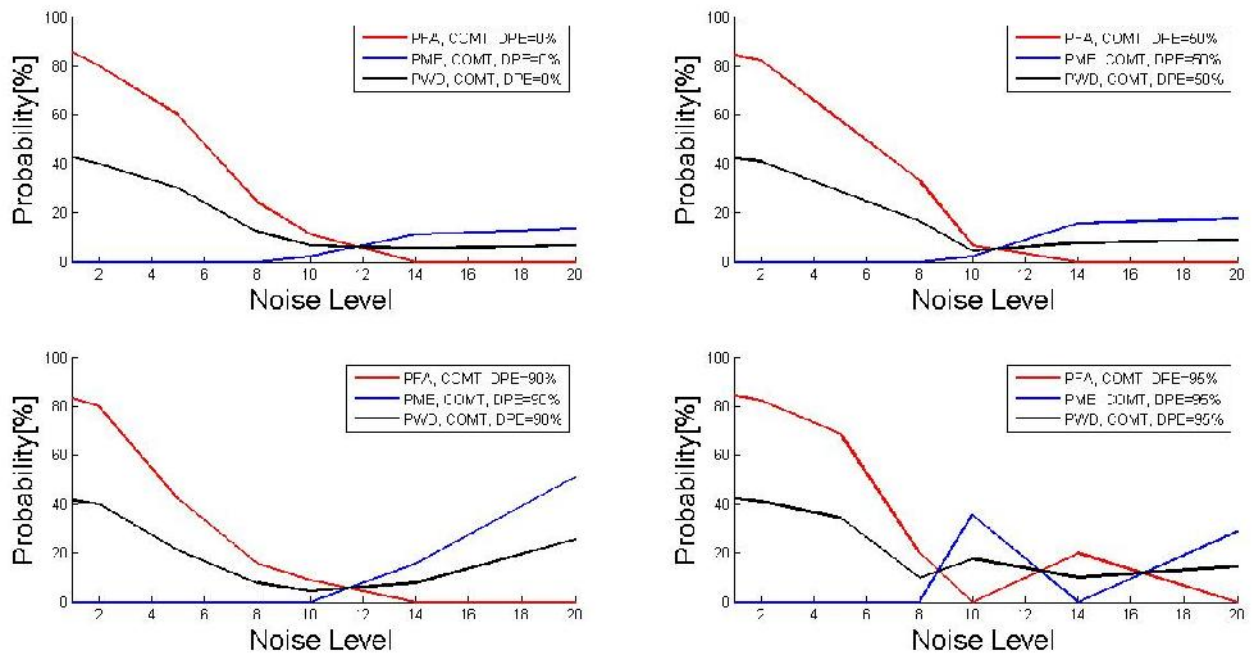 100
80
60
40
20
0
Probability[%]
2 4 6 8 10 12 14 16 18 20
Noise Level
PFA, COMT, DPE=0%
PME, COMT, DPE=0%
PWD, COMT, DPE=0%
100
80
60
40
20
0
Probability[%]
2 4 6 8 10 12 14 16 18 20
Noise Level
PFA, COMT, DPE=50%
PME, COMT, DPE=50%
PWD, COMT, DPE=50%
100
80
60
40
20
0
Probability[%]
2 4 6 8 10 12 14 16 18 20
Noise Level
PFA, COMT, DPE=90%
PME, COMT, DPE=90%
PWD, COMT, DPE=90%
100
80
60
40
20
0
Probability[%]
2 4 6 8 10 12 14 16 18 20
Noise Level
PFA, COMT, DPE=95%
PME, COMT, DPE=95%
PWD, COMT, DPE=95%